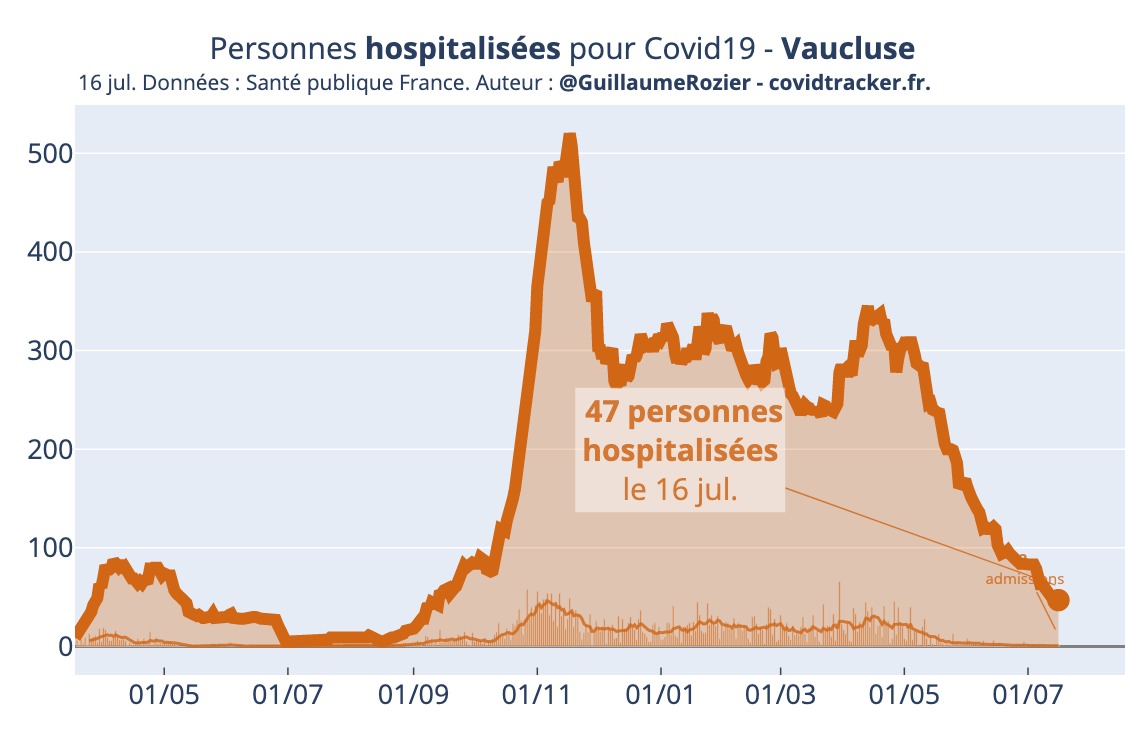 Personnes hospitalisées pour Covid19 - Vaucluse
16 jul. Données : Santé publique France. Auteur : @GuillaumeRozier - covidtracker.fr.
500
400
300
200
100
0
47 personnes
hospitalisées
le 16 jul.
admissions
01/05 01/07 01/09 01/11 01/01 01/03 01/05 01/07